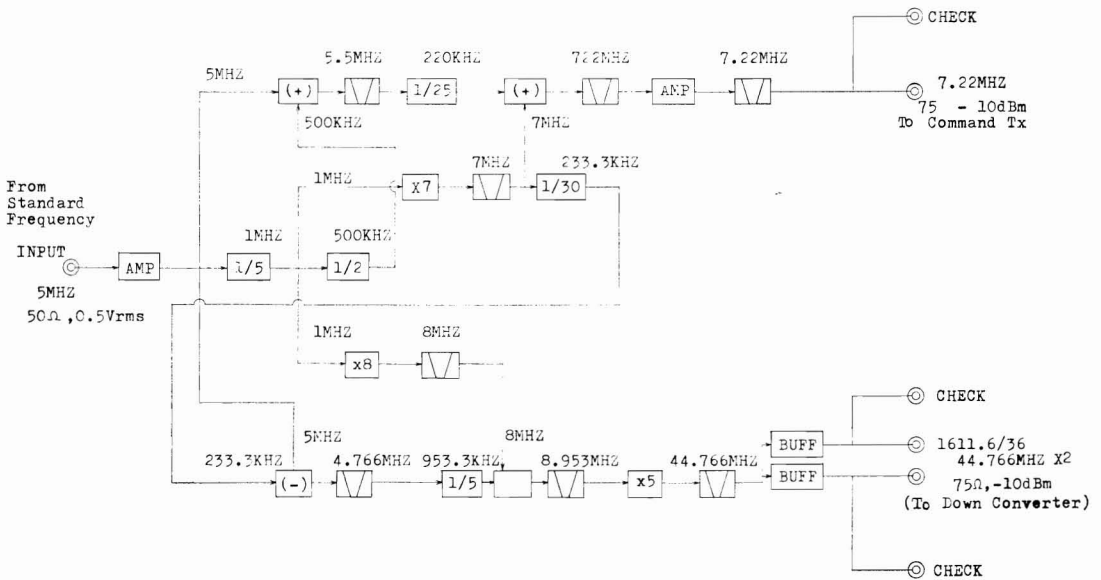 CHECK
5.5MHZ
220KHZ
722MHZ
7.22MHZ
5MHZ
(+)
1/25
(+)
AMP
7.22MHZ
75 - 10dBm
To Command Tx
500KHZ
7MHZ
7MHZ
233.3KHZ
1MHZ
x7
1/30
From
Standard
Frequency
INPUT
1MHZ
500KHZ
AMP
1/5
1/2
5MHZ
50Ω,0.5Vrms
1MHZ
8MHZ
x8
CHECK
5MHZ
8MHZ
BUFF
1611.6/36
233.3KHZ
4.766MHZ
953.3KHZ
8.953MHZ
44.766MHZ
44.766MHZ X2
(-)
1/5
x5
BUFF
75Ω,-10dBm
(To Down Converter)
CHECK